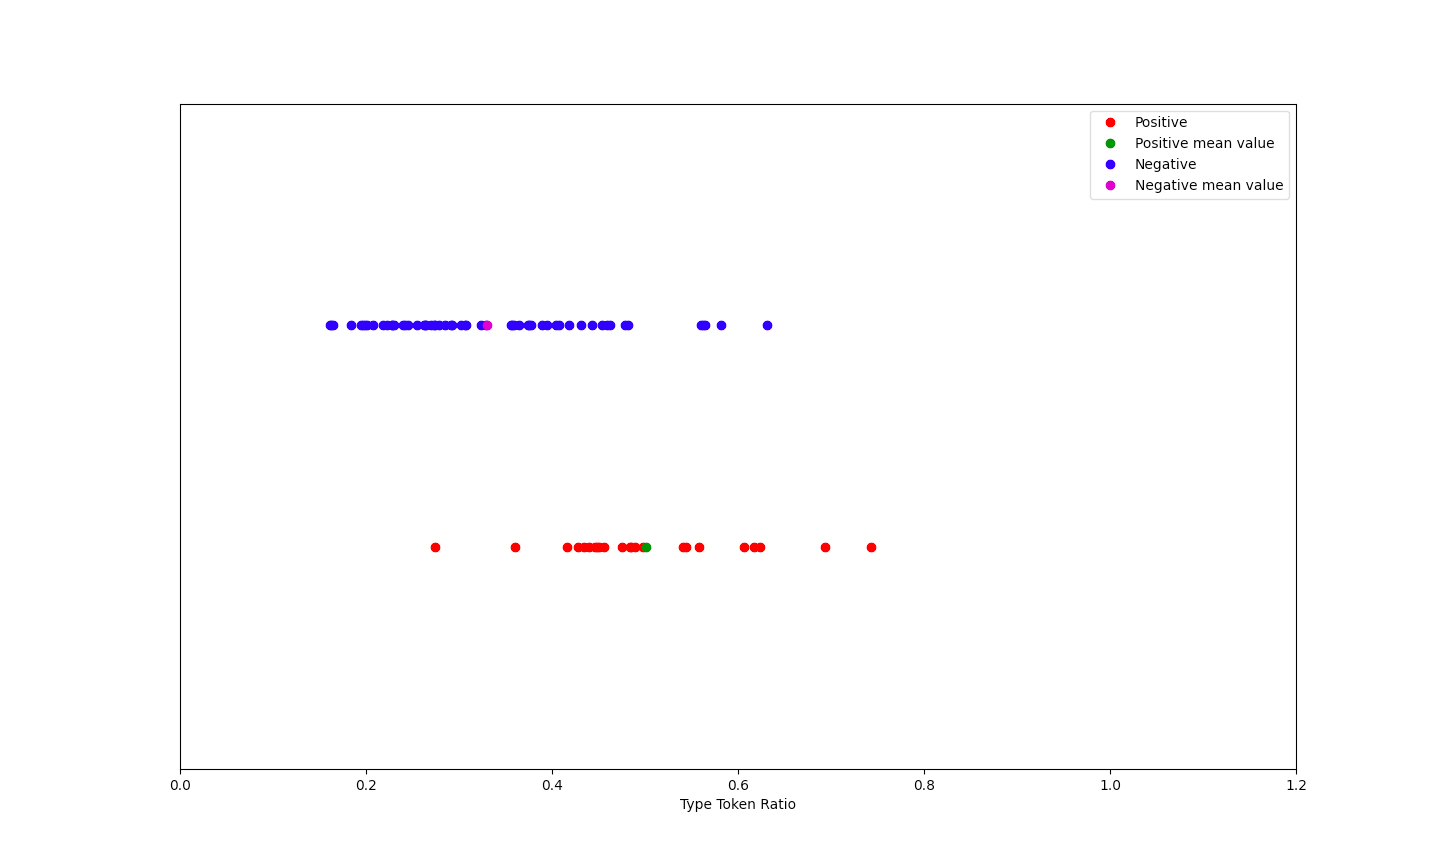 Positive
Positive mean value
Negative
Negative mean value
0.0 0.2 0.4 0.6 0.8 1.0 1.2
Type Token Ratio